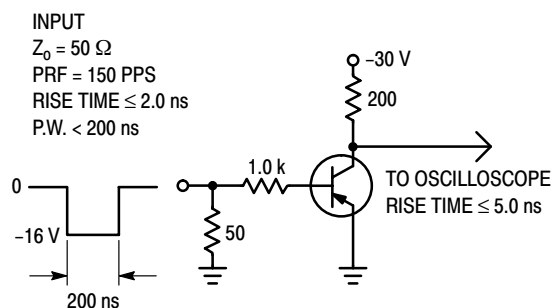 INPUT
Zo = 50 Ω
PRF = 150 PPS
RISE TIME ≤ 2.0 ns
P.W. < 200 ns
0
−16 V
200 ns
1.0 k
50
−30 V
200
TO OSCILLOSCOPE
RISE TIME ≤ 5.0 ns